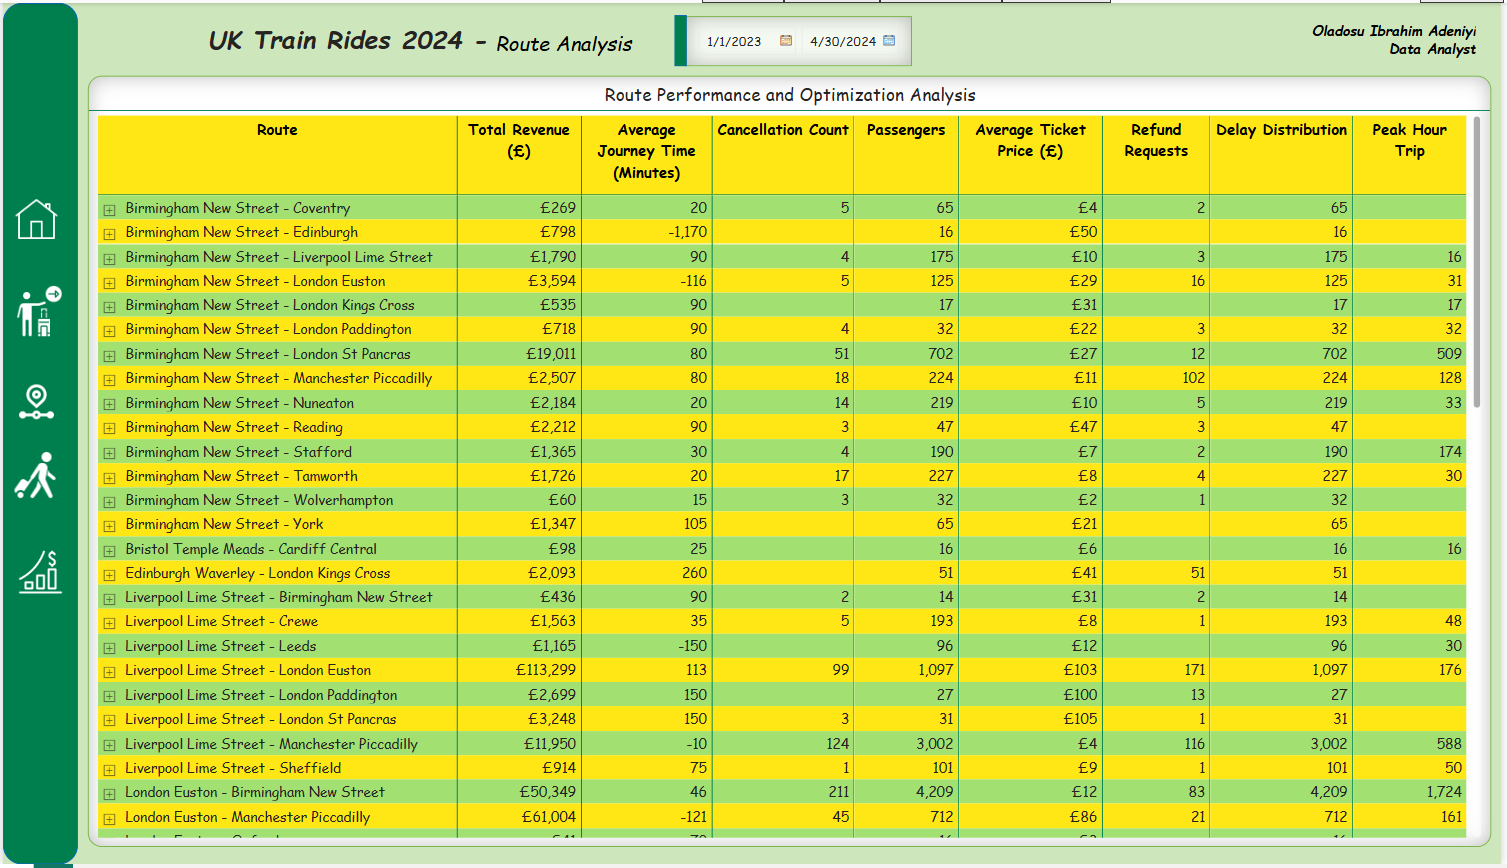 UK Train Rides 2024 - Route Analysis
1/1/2023 4/30/2024
Oladosu Ibrahim Adeniyi
Data Analyst
Route Performance and Optimization Analysis
Route Total Revenue (£) Average Journey Time (Minutes) Cancellation Count Passengers Average Ticket Price (£) Refund Requests Delay Distribution Peak Hour Trip
Birmingham New Street - Coventry £269 20 5 65 £4 2 65
Birmingham New Street - Edinburgh £798 -1,170 16 £50 16
Birmingham New Street - Liverpool Lime Street £1,790 90 4 175 £10 3 175 16
Birmingham New Street - London Euston £3,594 -116 5 125 £29 16 125 31
Birmingham New Street - London Kings Cross £535 90 17 £31 17 17
Birmingham New Street - London Paddington £718 90 4 32 £22 3 32 32
Birmingham New Street - London St Pancras £19,011 80 51 702 £27 12 702 509
Birmingham New Street - Manchester Piccadilly £2,507 80 18 224 £11 102 224 128
Birmingham New Street - Nuneaton £2,184 20 14 219 £10 5 219 33
Birmingham New Street - Reading £2,212 90 3 47 £47 3 47
Birmingham New Street - Stafford £1,365 30 4 190 £7 2 190 174
Birmingham New Street - Tamworth £1,726 20 17 227 £8 4 227 30
Birmingham New Street - Wolverhampton £60 15 3 32 £2 1 32
Birmingham New Street - York £1,347 105 65 £21 65
Bristol Temple Meads - Cardiff Central £98 25 16 £6 16 16
Edinburgh Waverley - London Kings Cross £2,093 260 51 £41 51 51
Liverpool Lime Street - Birmingham New Street £436 90 2 14 £31 2 14
Liverpool Lime Street - Crewe £1,563 35 5 193 £8 1 193 48
Liverpool Lime Street - Leeds £1,165 -150 96 £12 96 30
Liverpool Lime Street - London Euston £113,299 113 99 1,097 £103 171 1,097 176
Liverpool Lime Street - London Paddington £2,699 150 27 £100 13 27
Liverpool Lime Street - London St Pancras £3,248 150 3 31 £105 1 31
Liverpool Lime Street - Manchester Piccadilly £11,950 -10 124 3,002 £4 116 3,002 588
Liverpool Lime Street - Sheffield £914 75 1 101 £9 1 101 50
London Euston - Birmingham New Street £50,349 46 211 4,209 £12 83 4,209 1,724
London Euston - Manchester Piccadilly £61,004 -121 45 712 £86 21 712 161